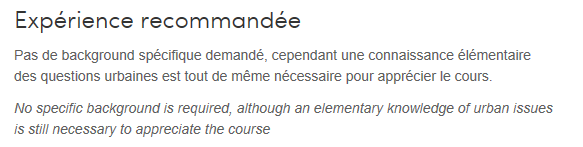 Expérience recommandée
Pas de background spécifique demandé, cependant une connaissance élémentaire
des questions urbaines est tout de même nécessaire pour apprécier le cours.
No specific background is required, although an elementary knowledge of urban issues
is still necessary to appreciate the course